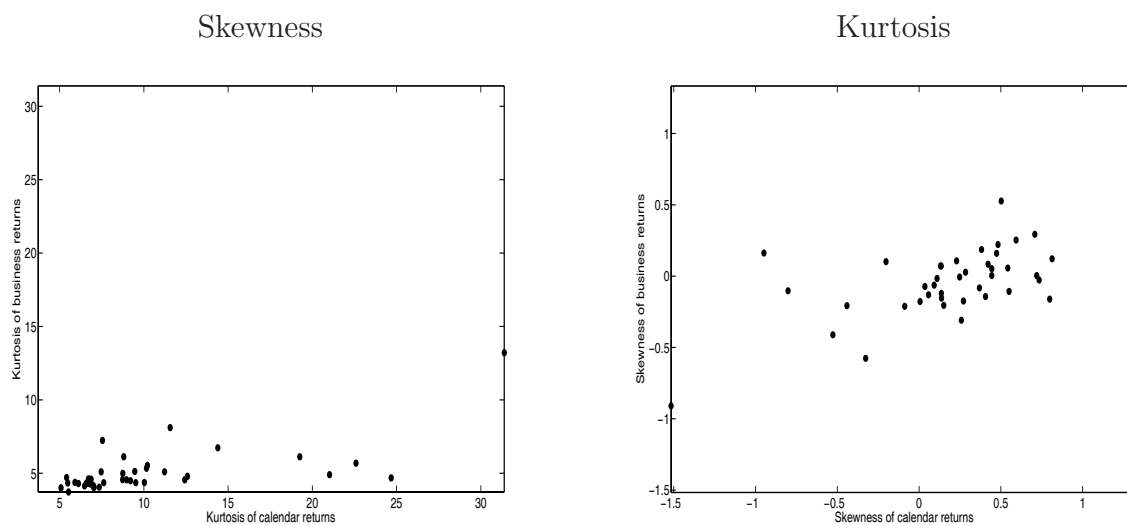 Skewness
Kurtosis
30
25
20
15
10
5
Kurtosis of business returns
5 10 15 20 25 30
Kurtosis of calendar returns
1
0.5
0
−0.5
−1
−1.5
Skewness of business returns
−1.5 −1 −0.5 0 0.5 1
Skewness of calendar returns